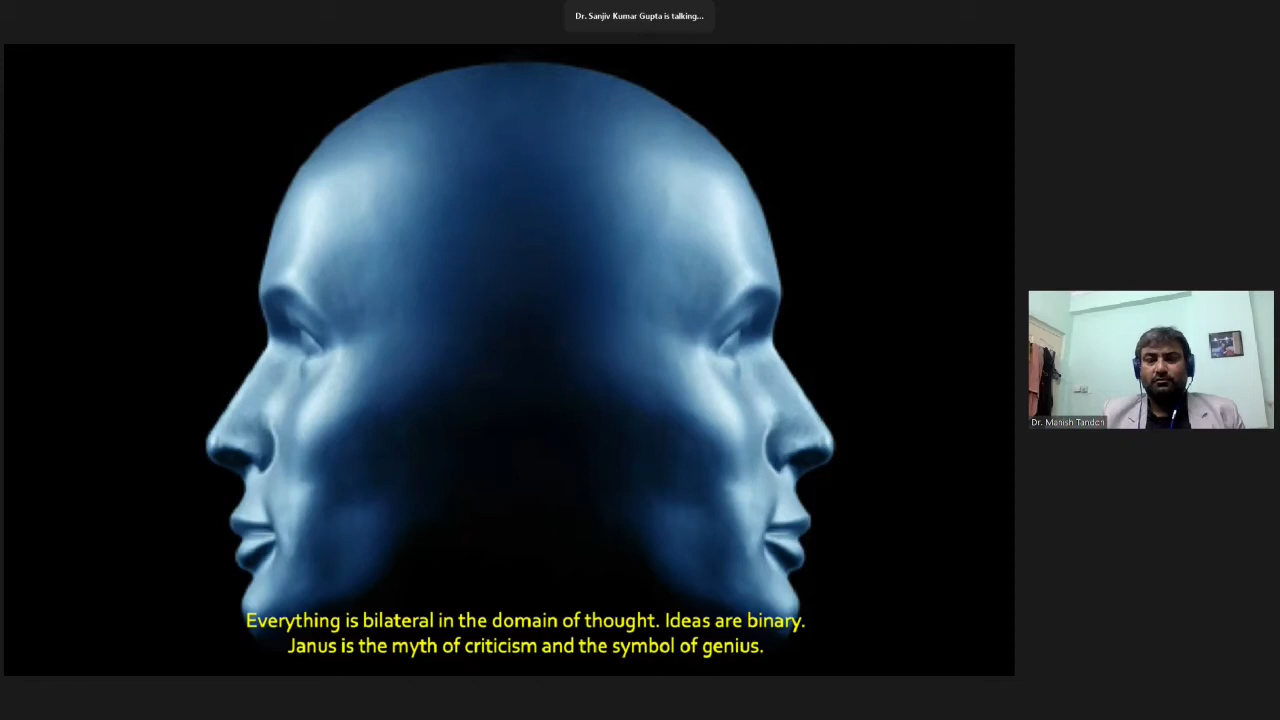 Dr. Sanjiv Kumar Gupta is talking...
Everything is bilateral in the domain of thought. Ideas are binary.
Janus is the myth of criticism and the symbol of genius.
Dr. Manish Tandon